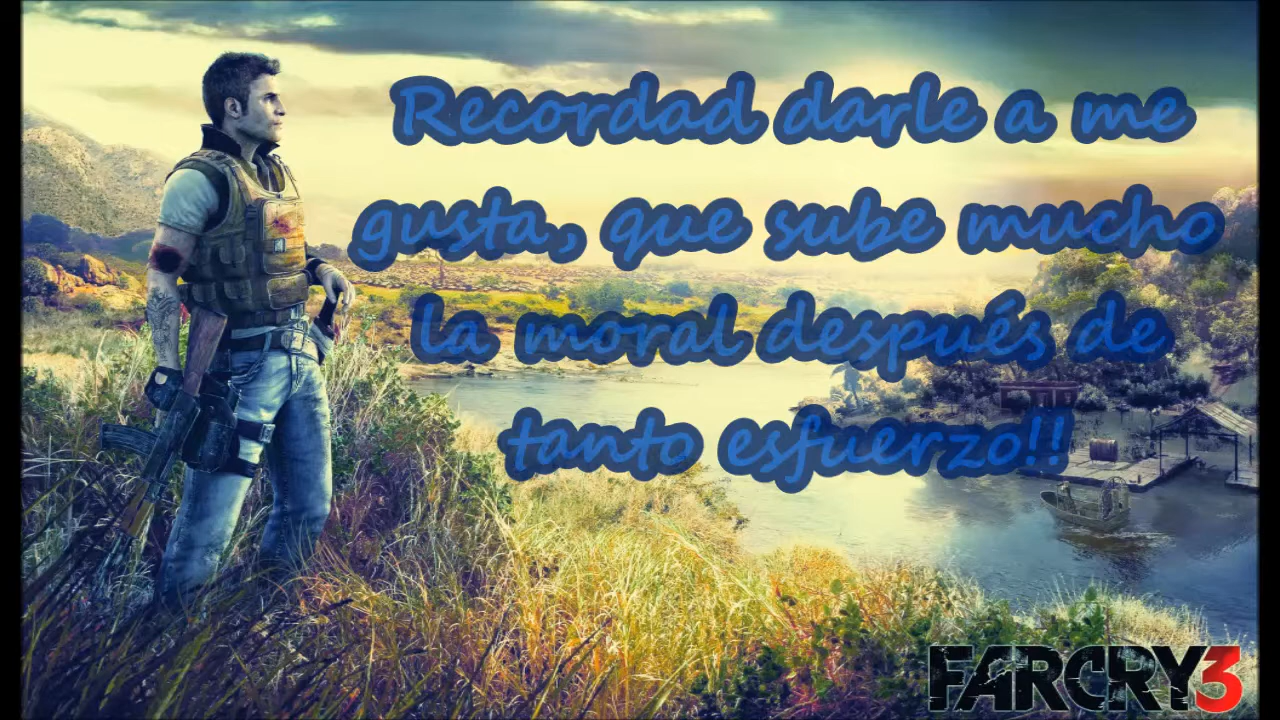 Recordad darle a me
gusta, que sube mucho
la moral después de
tanto esfuerzo!!
FARCRY3